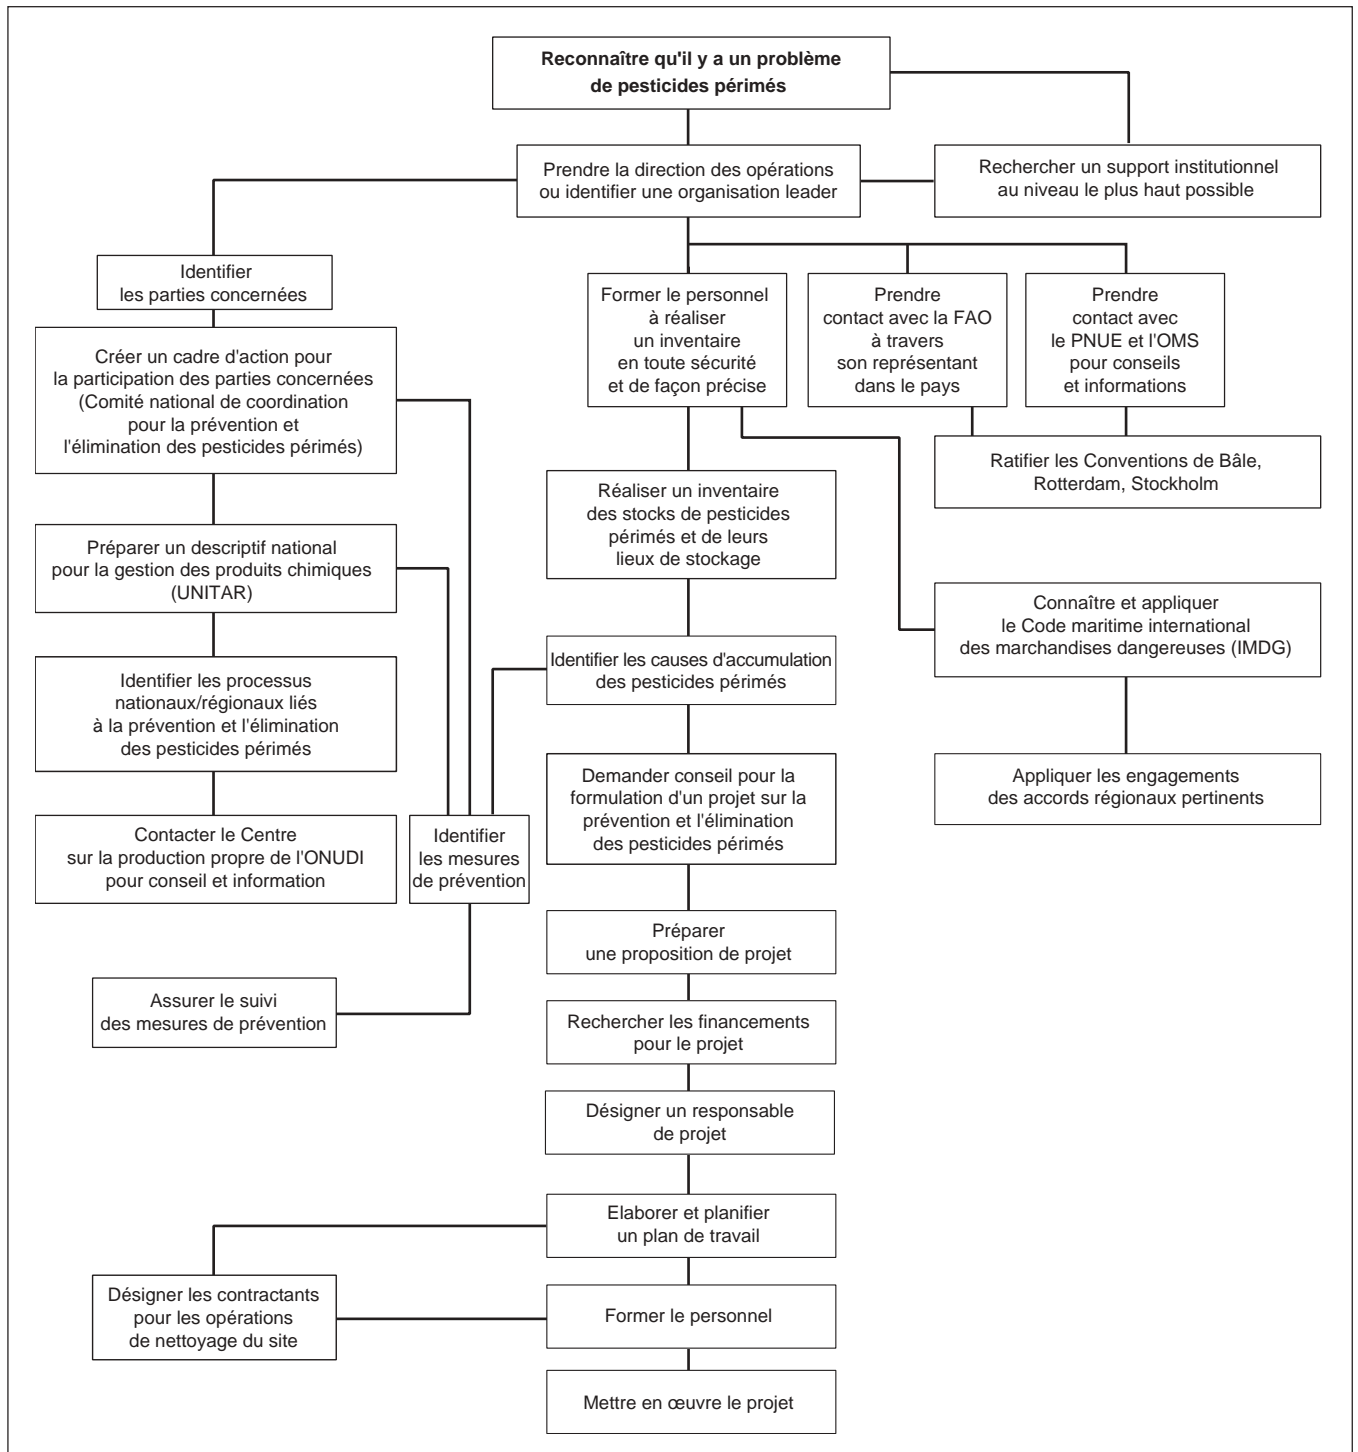 Reconnaître qu'il y a un problème
de pesticides périmés
Prendre la direction des opérations
ou identifier une organisation leader
Rechercher un support institutionnel
au niveau le plus haut possible
Identifier
les parties concernées
Former le personnel
à réaliser
un inventaire
en toute sécurité
et de façon précise
Prendre
contact avec la FAO
à travers
son représentant
dans le pays
Prendre
contact avec
le PNUE et l'OMS
pour conseils
et informations
Créer un cadre d'action pour
la participation des parties concernées
(Comité national de coordination
pour la prévention et
l'élimination des pesticides périmés)
Ratifier les Conventions de Bâle,
Rotterdam, Stockholm
Réaliser un inventaire
des stocks de pesticides
périmés et de leurs
lieux de stockage
Préparer un descriptif national
pour la gestion des produits chimiques
(UNITAR)
Connaître et appliquer
le Code maritime international
des marchandises dangereuses (IMDG)
Identifier les causes d'accumulation
des pesticides périmés
Identifier les processus
nationaux/régionaux liés
à la prévention et l'élimination
des pesticides périmés
Demander conseil pour la
formulation d'un projet sur la
prévention et l'élimination
des pesticides périmés
Appliquer les engagements
des accords régionaux pertinents
Contacter le Centre
sur la production propre de l'ONUDI
pour conseil et information
Identifier
les mesures
de prévention
Préparer
une proposition de projet
Assurer le suivi
des mesures de prévention
Rechercher les financements
pour le projet
Désigner un responsable
de projet
Elaborer et planifier
un plan de travail
Désigner les contractants
pour les opérations
de nettoyage du site
Former le personnel
Mettre en œuvre le projet